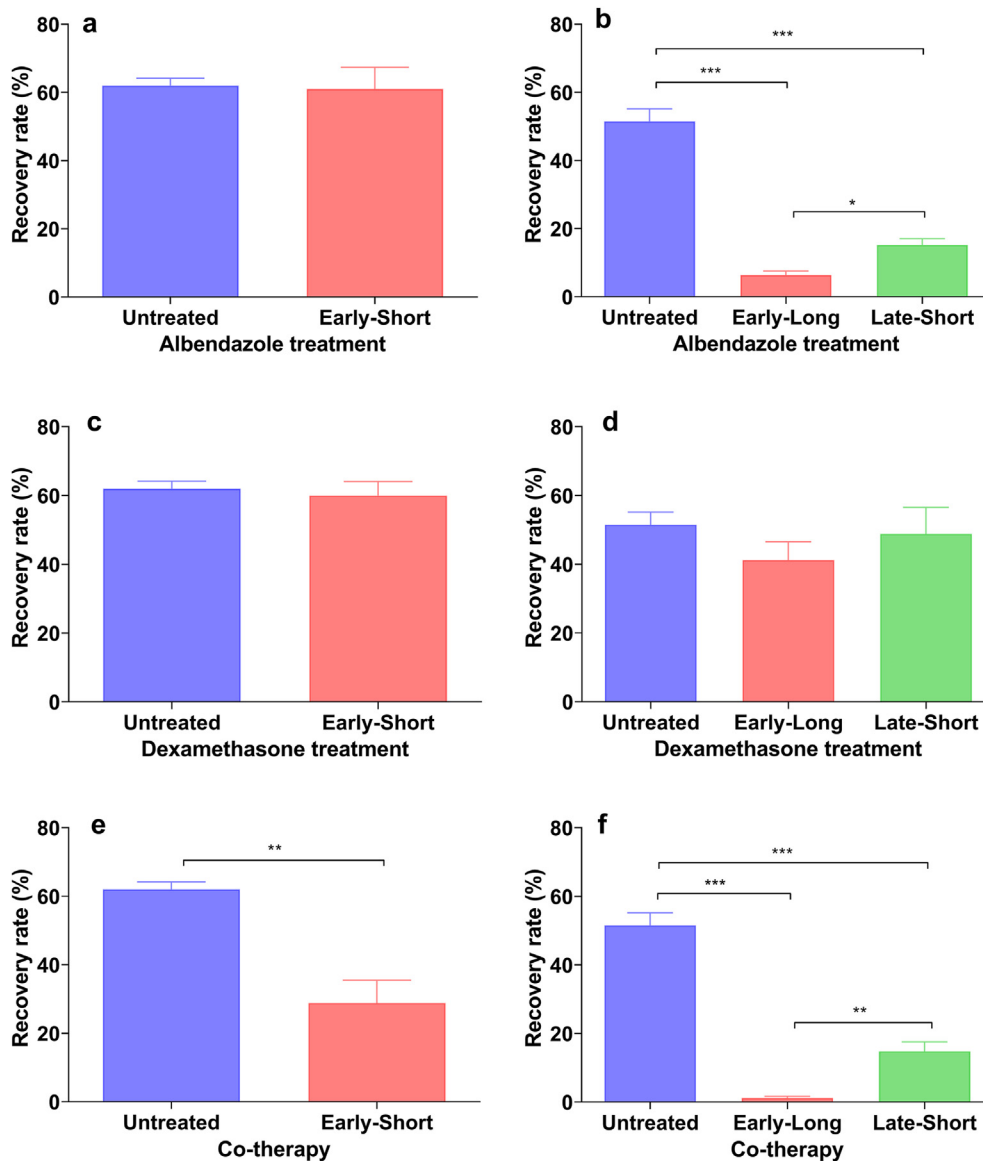 a
Recovery rate (%)
80
60
40
20
0
Untreated Early-Short
Albendazole treatment
b
Recovery rate (%)
80
60
40
20
0
***
***
*
Untreated Early-Long Late-Short
Albendazole treatment
c
Recovery rate (%)
80
60
40
20
0
Untreated Early-Short
Dexamethasone treatment
d
Recovery rate (%)
80
60
40
20
0
Untreated Early-Long Late-Short
Dexamethasone treatment
e
Recovery rate (%)
80
60
40
20
0
**
Untreated Early-Short
Co-therapy
f
Recovery rate (%)
80
60
40
20
0
***
***
**
Untreated Early-Long Late-Short
Co-therapy